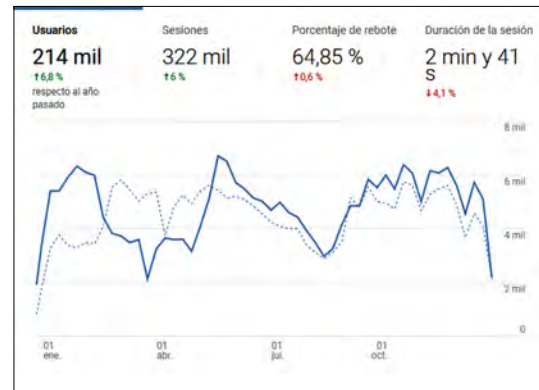 Usuarios
214 mil
↑6,8 %
respecto al año
pasado
Sesiones
322 mil
↑6 %
Porcentaje de rebote
64,85 %
↑0,6 %
Duración de la sesión
2 min y 41
S
↓4,1 %
8 mil
6 mil
4 mil
2 mil
0
01
ene.
01
abr.
01
jul.
01
oct.